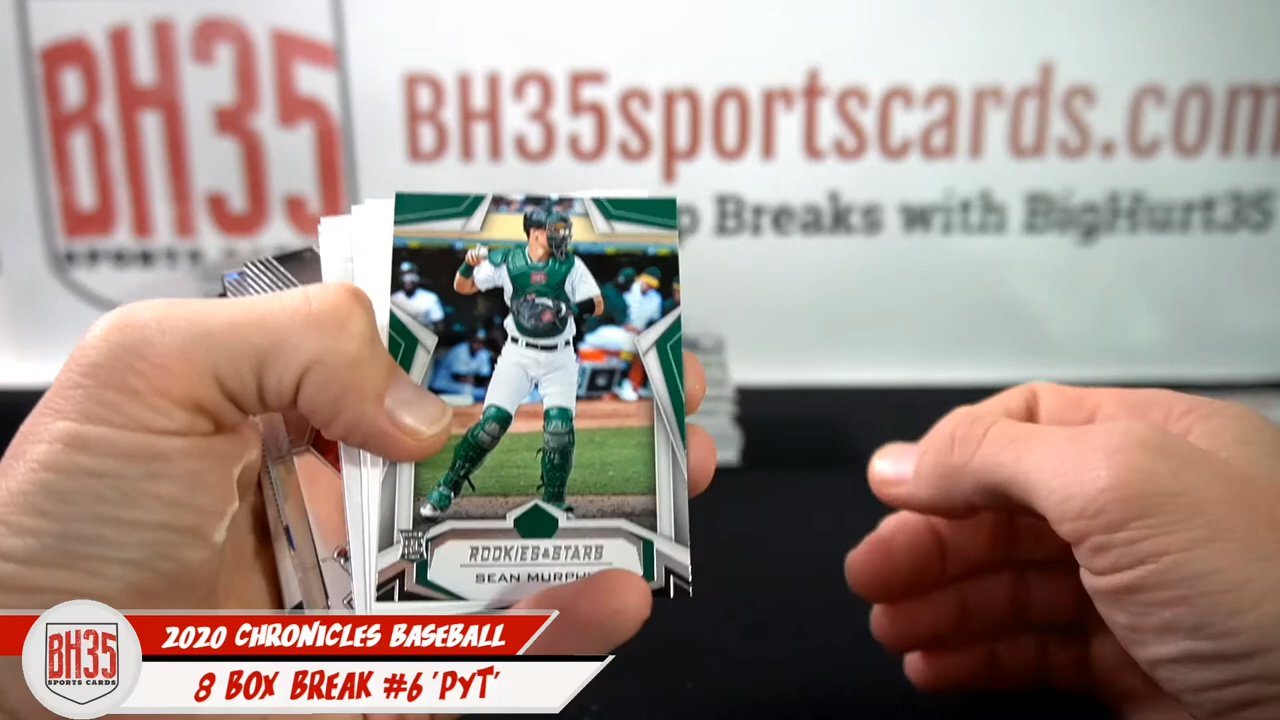 BH35
SPORTS
BH35sportscards.com
Breaks with BigHurt35
ROOKIES&STARS
SEAN MURPH
BH35
SPORTS CARDS
2020 CHRONICLES BASEBALL
8 BOX BREAK #6 'PYT'